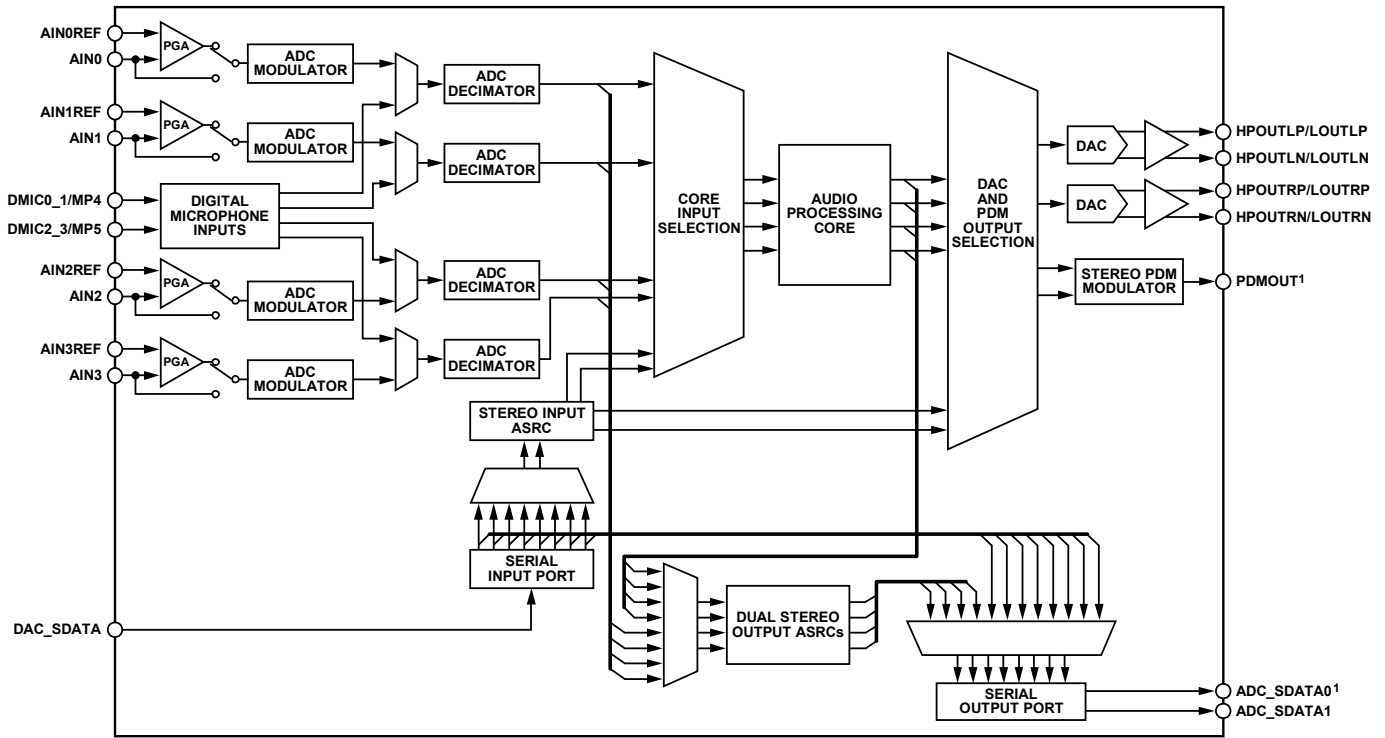 AIN0REF
AIN0
PGA
ADC
MODULATOR
ADC
DECIMATOR
AIN1REF
AIN1
PGA
ADC
MODULATOR
ADC
DECIMATOR
DMIC0_1/MP4
DMIC2_3/MP5
DIGITAL
MICROPHONE
INPUTS
AIN2REF
AIN2
PGA
ADC
MODULATOR
ADC
DECIMATOR
AIN3REF
AIN3
PGA
ADC
MODULATOR
ADC
DECIMATOR
CORE
INPUT
SELECTION
AUDIO
PROCESSING
CORE
DAC
AND
PDM
OUTPUT
SELECTION
DAC
HPOUTLP/LOUTLP
HPOUTLN/LOUTLN
DAC
HPOUTRP/LOUTRP
HPOUTRN/LOUTRN
STEREO PDM
MODULATOR
PDMOUT1
STEREO INPUT
ASRC
SERIAL
INPUT PORT
DAC_SDATA
DUAL STEREO
OUTPUT ASRCs
SERIAL
OUTPUT PORT
ADC_SDATA01
ADC_SDATA1